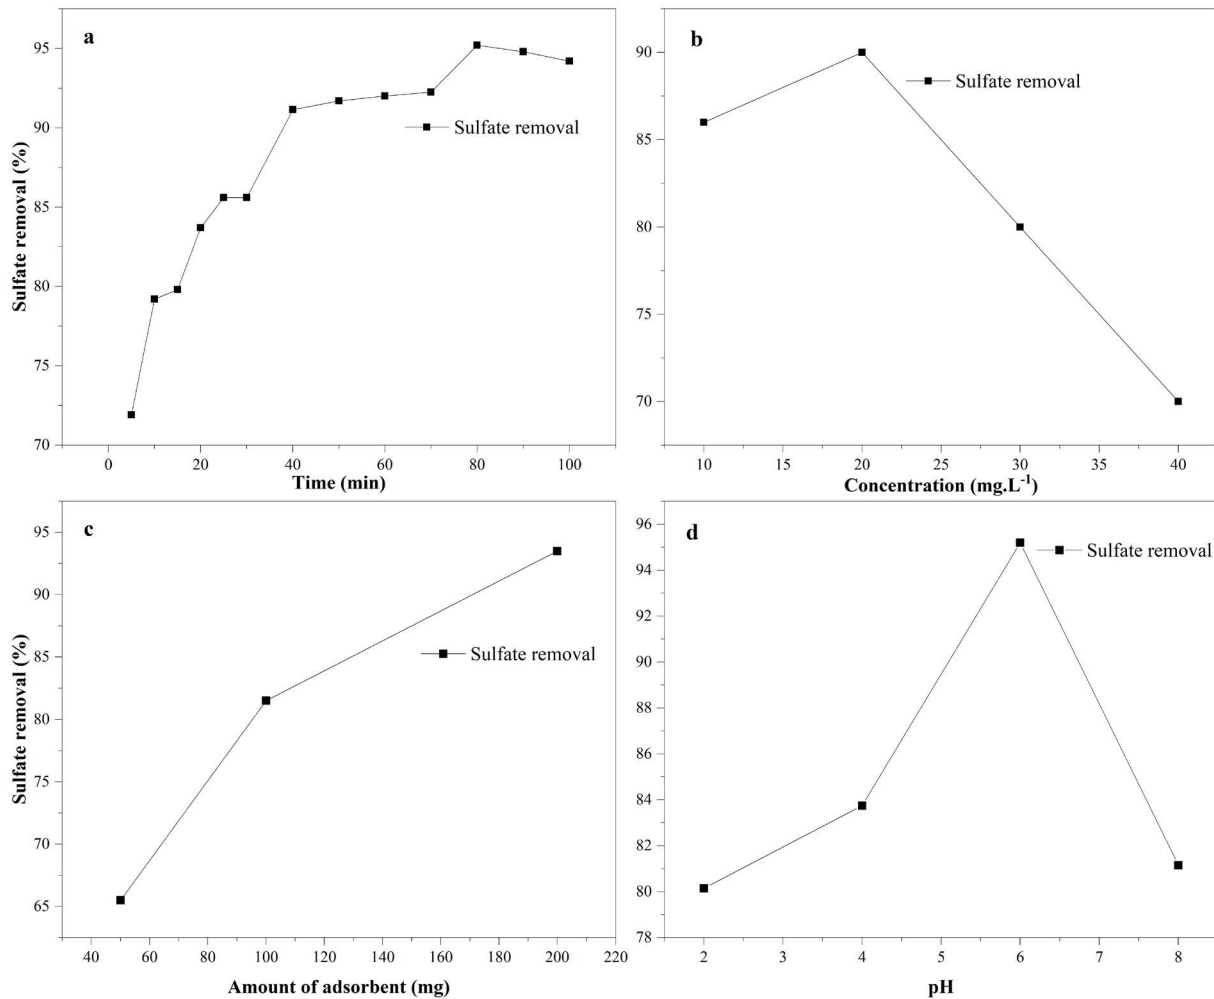 a
95
90
85
80
75
70
Sulfate removal (%)
Sulfate removal
0 20 40 60 80 100
Time (min)
b
90
85
80
75
70
Sulfate removal
10 15 20 25 30 35 40
Concentration (mg.L⁻¹)
c
95
90
85
80
75
70
65
Sulfate removal (%)
Sulfate removal
40 60 80 100 120 140 160 180 200 220
Amount of adsorbent (mg)
d
96
94
92
90
88
86
84
82
80
78
Sulfate removal
2 3 4 5 6 7 8
pH